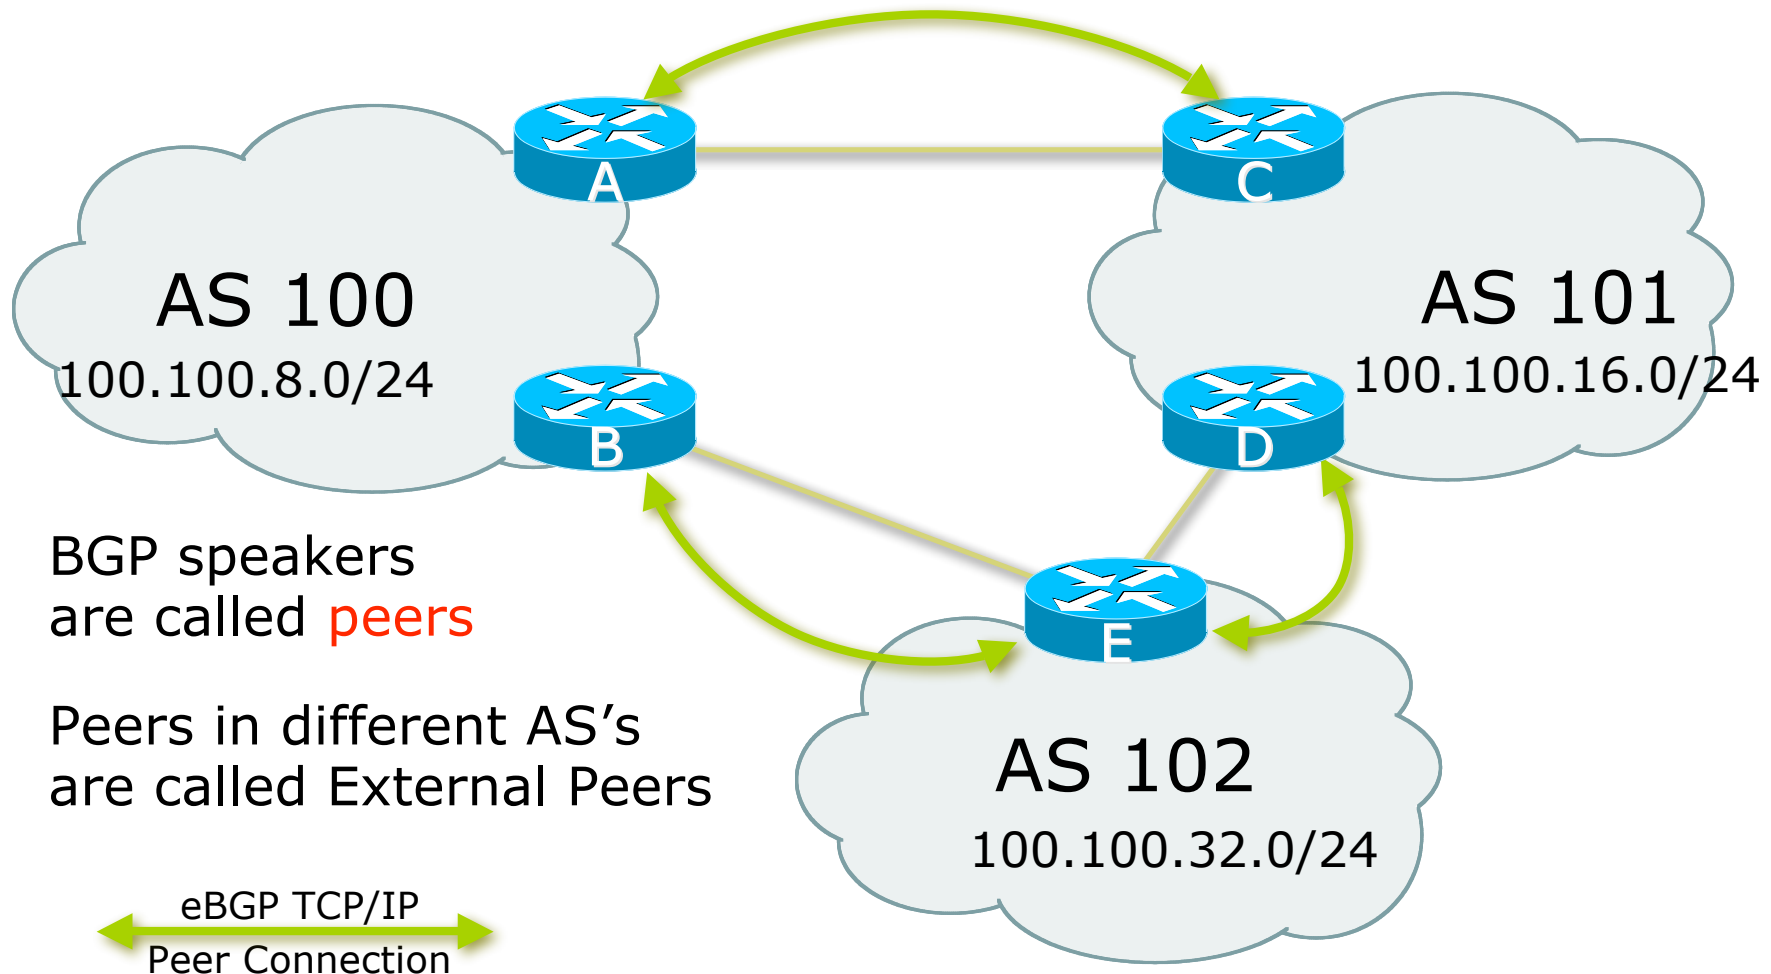 A
C
AS 100
100.100.8.0/24
AS 101
100.100.16.0/24
B
D
BGP speakers
are called peers
E
Peers in different AS’s
are called External Peers
AS 102
100.100.32.0/24
eBGP TCP/IP
Peer Connection